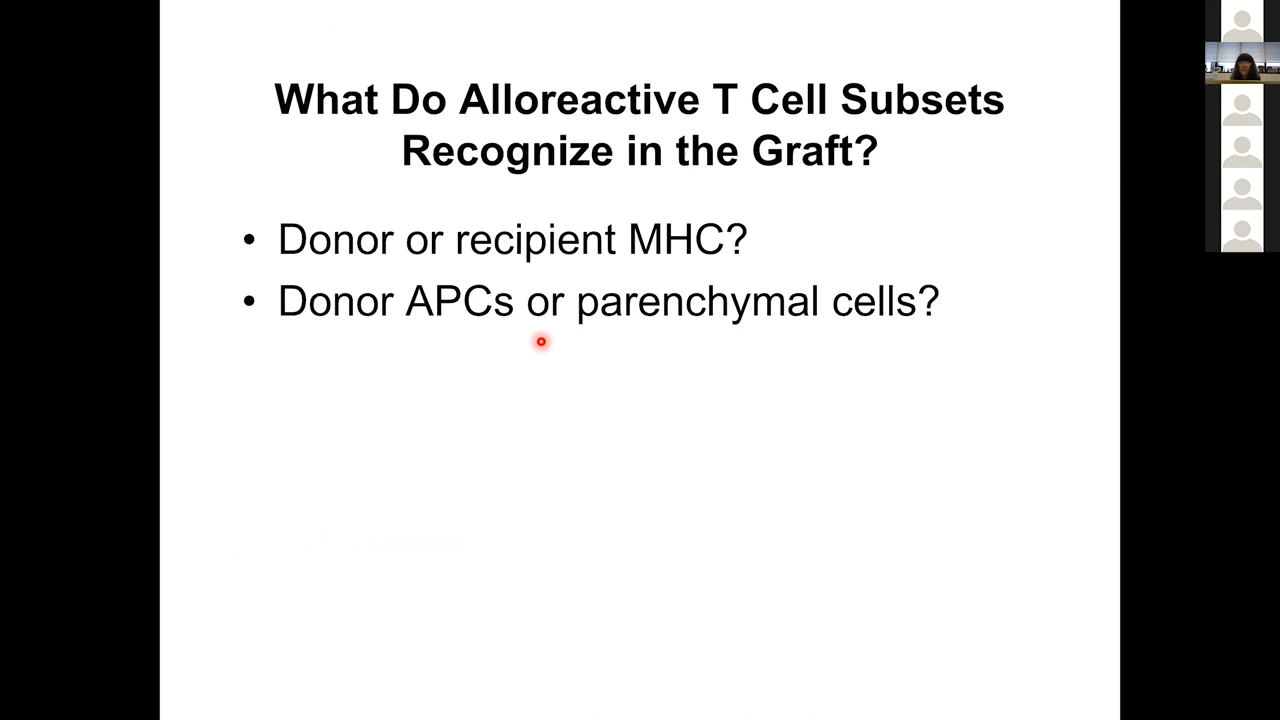 What Do Alloreactive T Cell Subsets
Recognize in the Graft?
• Donor or recipient MHC?
• Donor APCs or parenchymal cells?